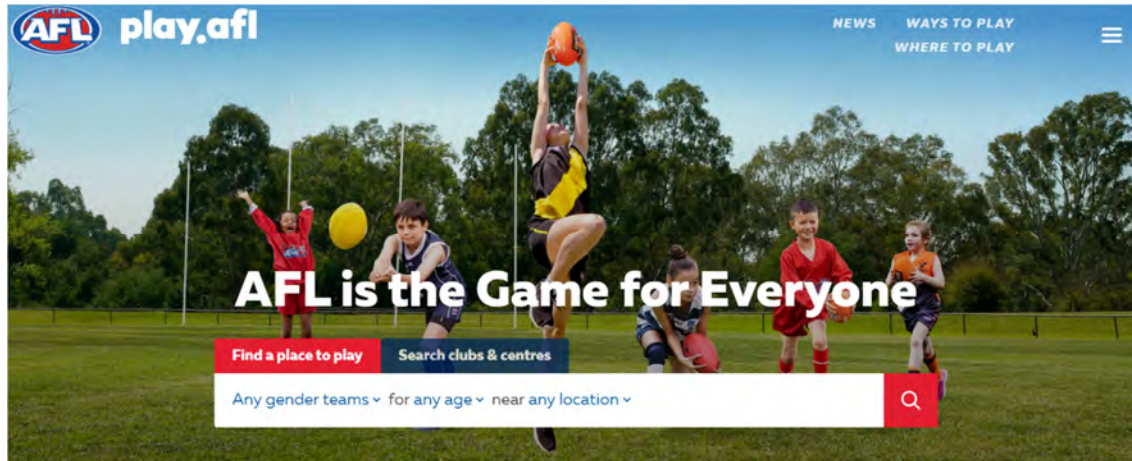 AFL play.afl
NEWS WAYS TO PLAY
WHERE TO PLAY
AFL is the Game for Everyone
Find a place to play Search clubs & centres
Any gender teams for any age near any location